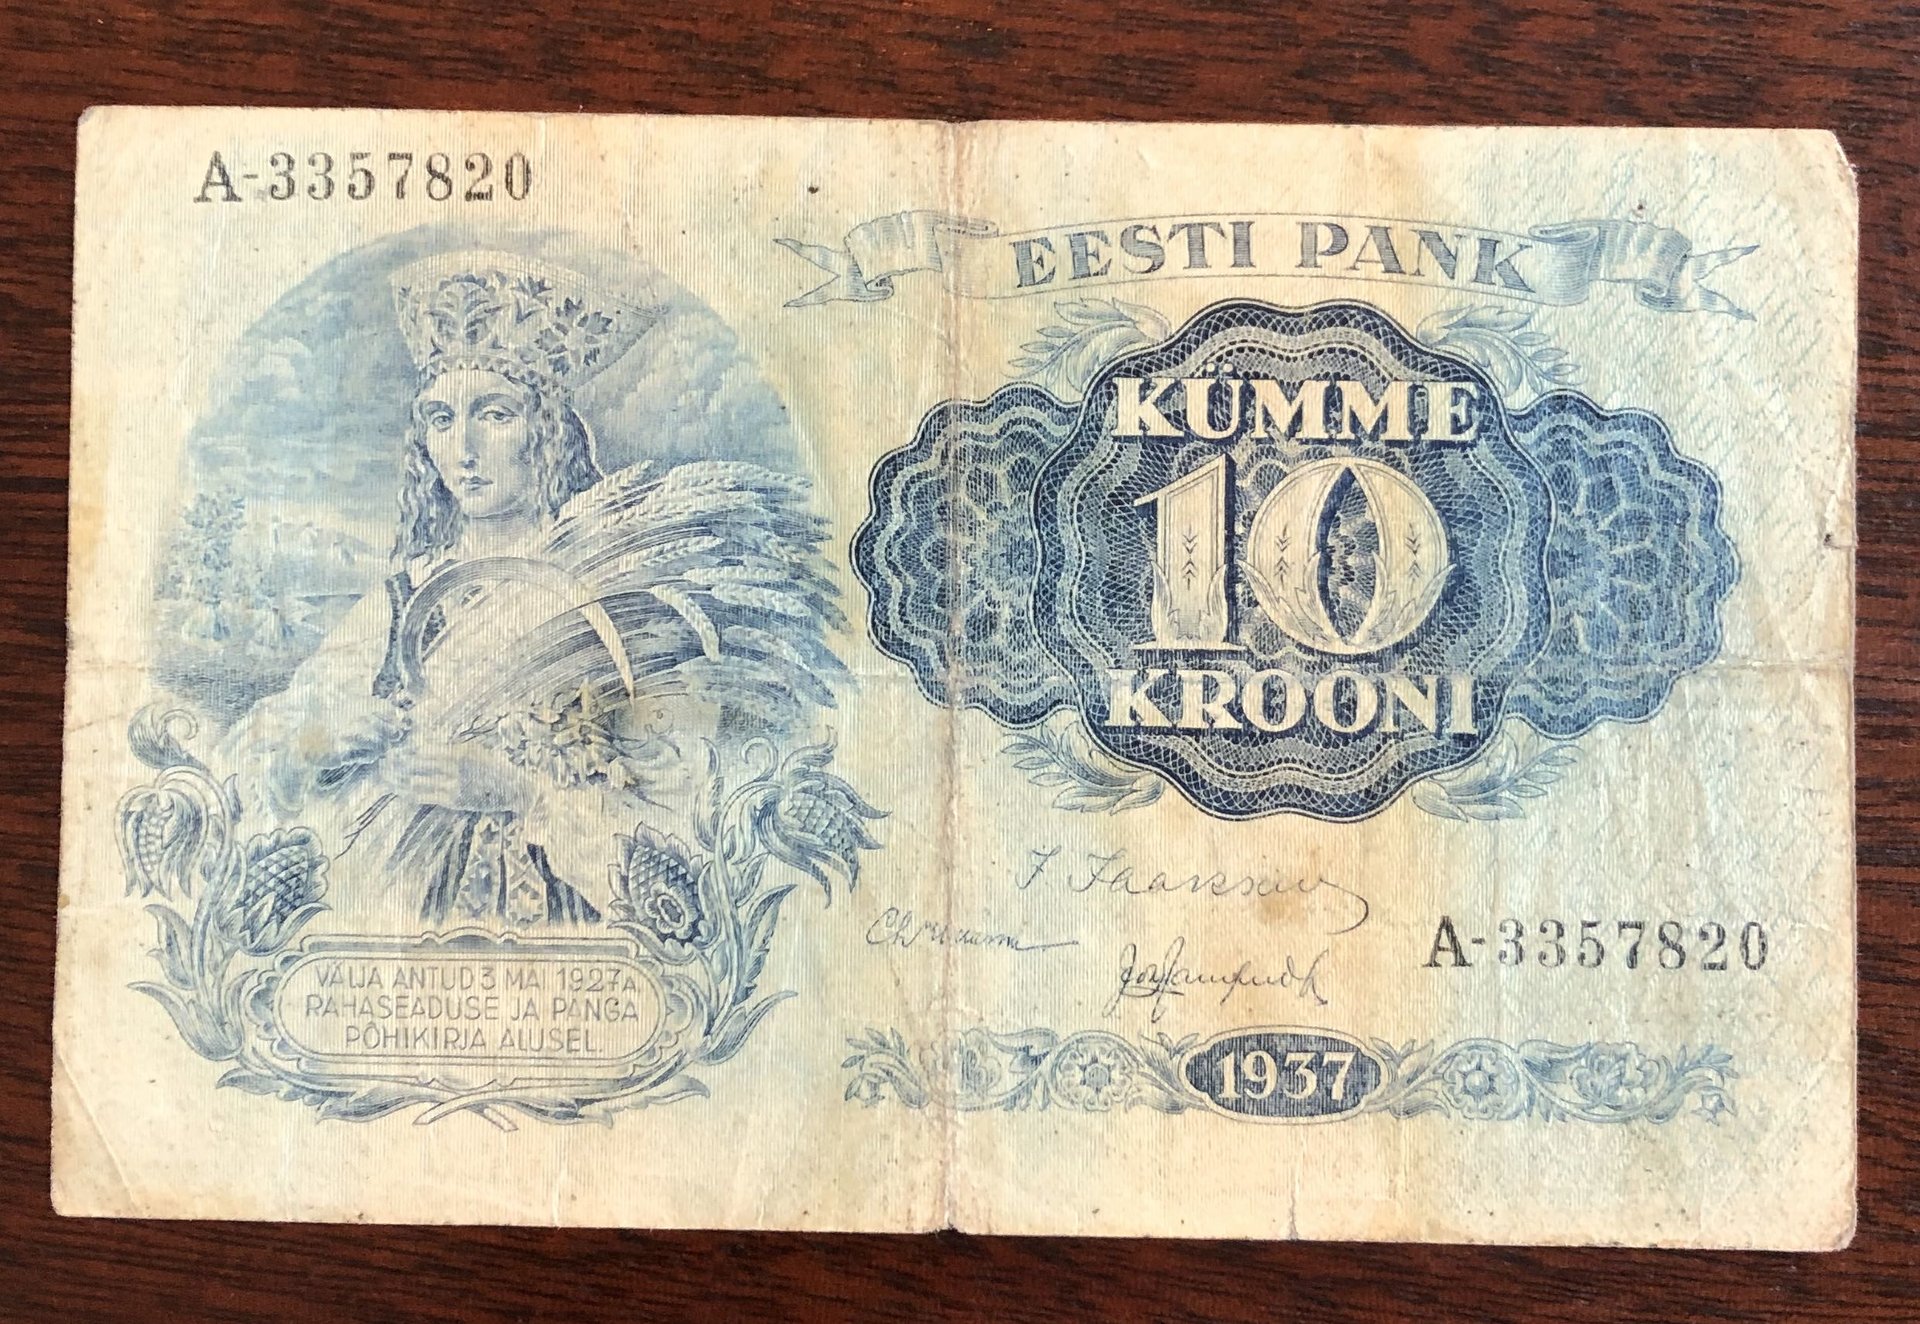 A-3357820
EESTI PANK
KÜMME
10
KROONI
VÄLJA ANTUD 3 MAI 1927 A.
RAHASEADUSE JA PANGA
PÕHIKIRJA ALUSEL.
A-3357820
1937